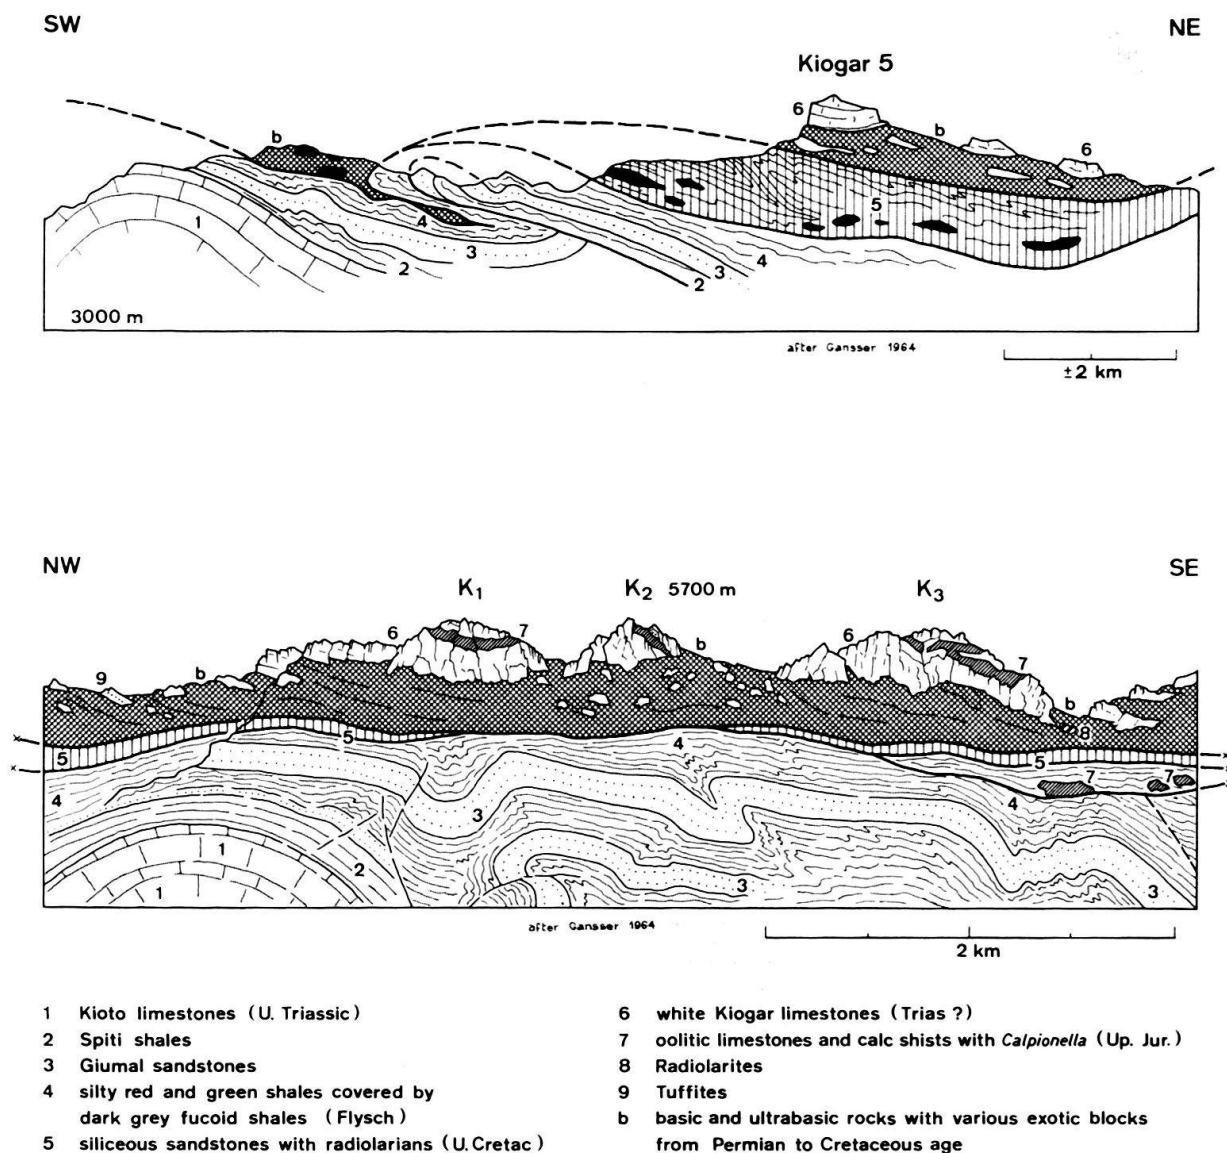 SW
NE
Kiogar 5
6
b
b
6
1
4
5
3
4
2
3
2
3000 m
after Gansser 1964
±2 km
NW
SE
K1
K2 5700 m
K3
6
7
b
6
9
b
7
b
8
5
5
4
5
7
7
4
4
3
1
2
3
3
1
after Gansser 1964
2 km
1 Kioto limestones (U. Triassic)
2 Spiti shales
3 Giumal sandstones
4 silty red and green shales covered by
dark grey fucoid shales (Flysch)
5 siliceous sandstones with radiolarians (U. Cretac)
6 white Kiogar limestones (Trias ?)
7 oolitic limestones and calc shists with Calpionella (Up. Jur.)
8 Radiolarites
9 Tuffites
b basic and ultrabasic rocks with various exotic blocks
from Permian to Cretaceous age